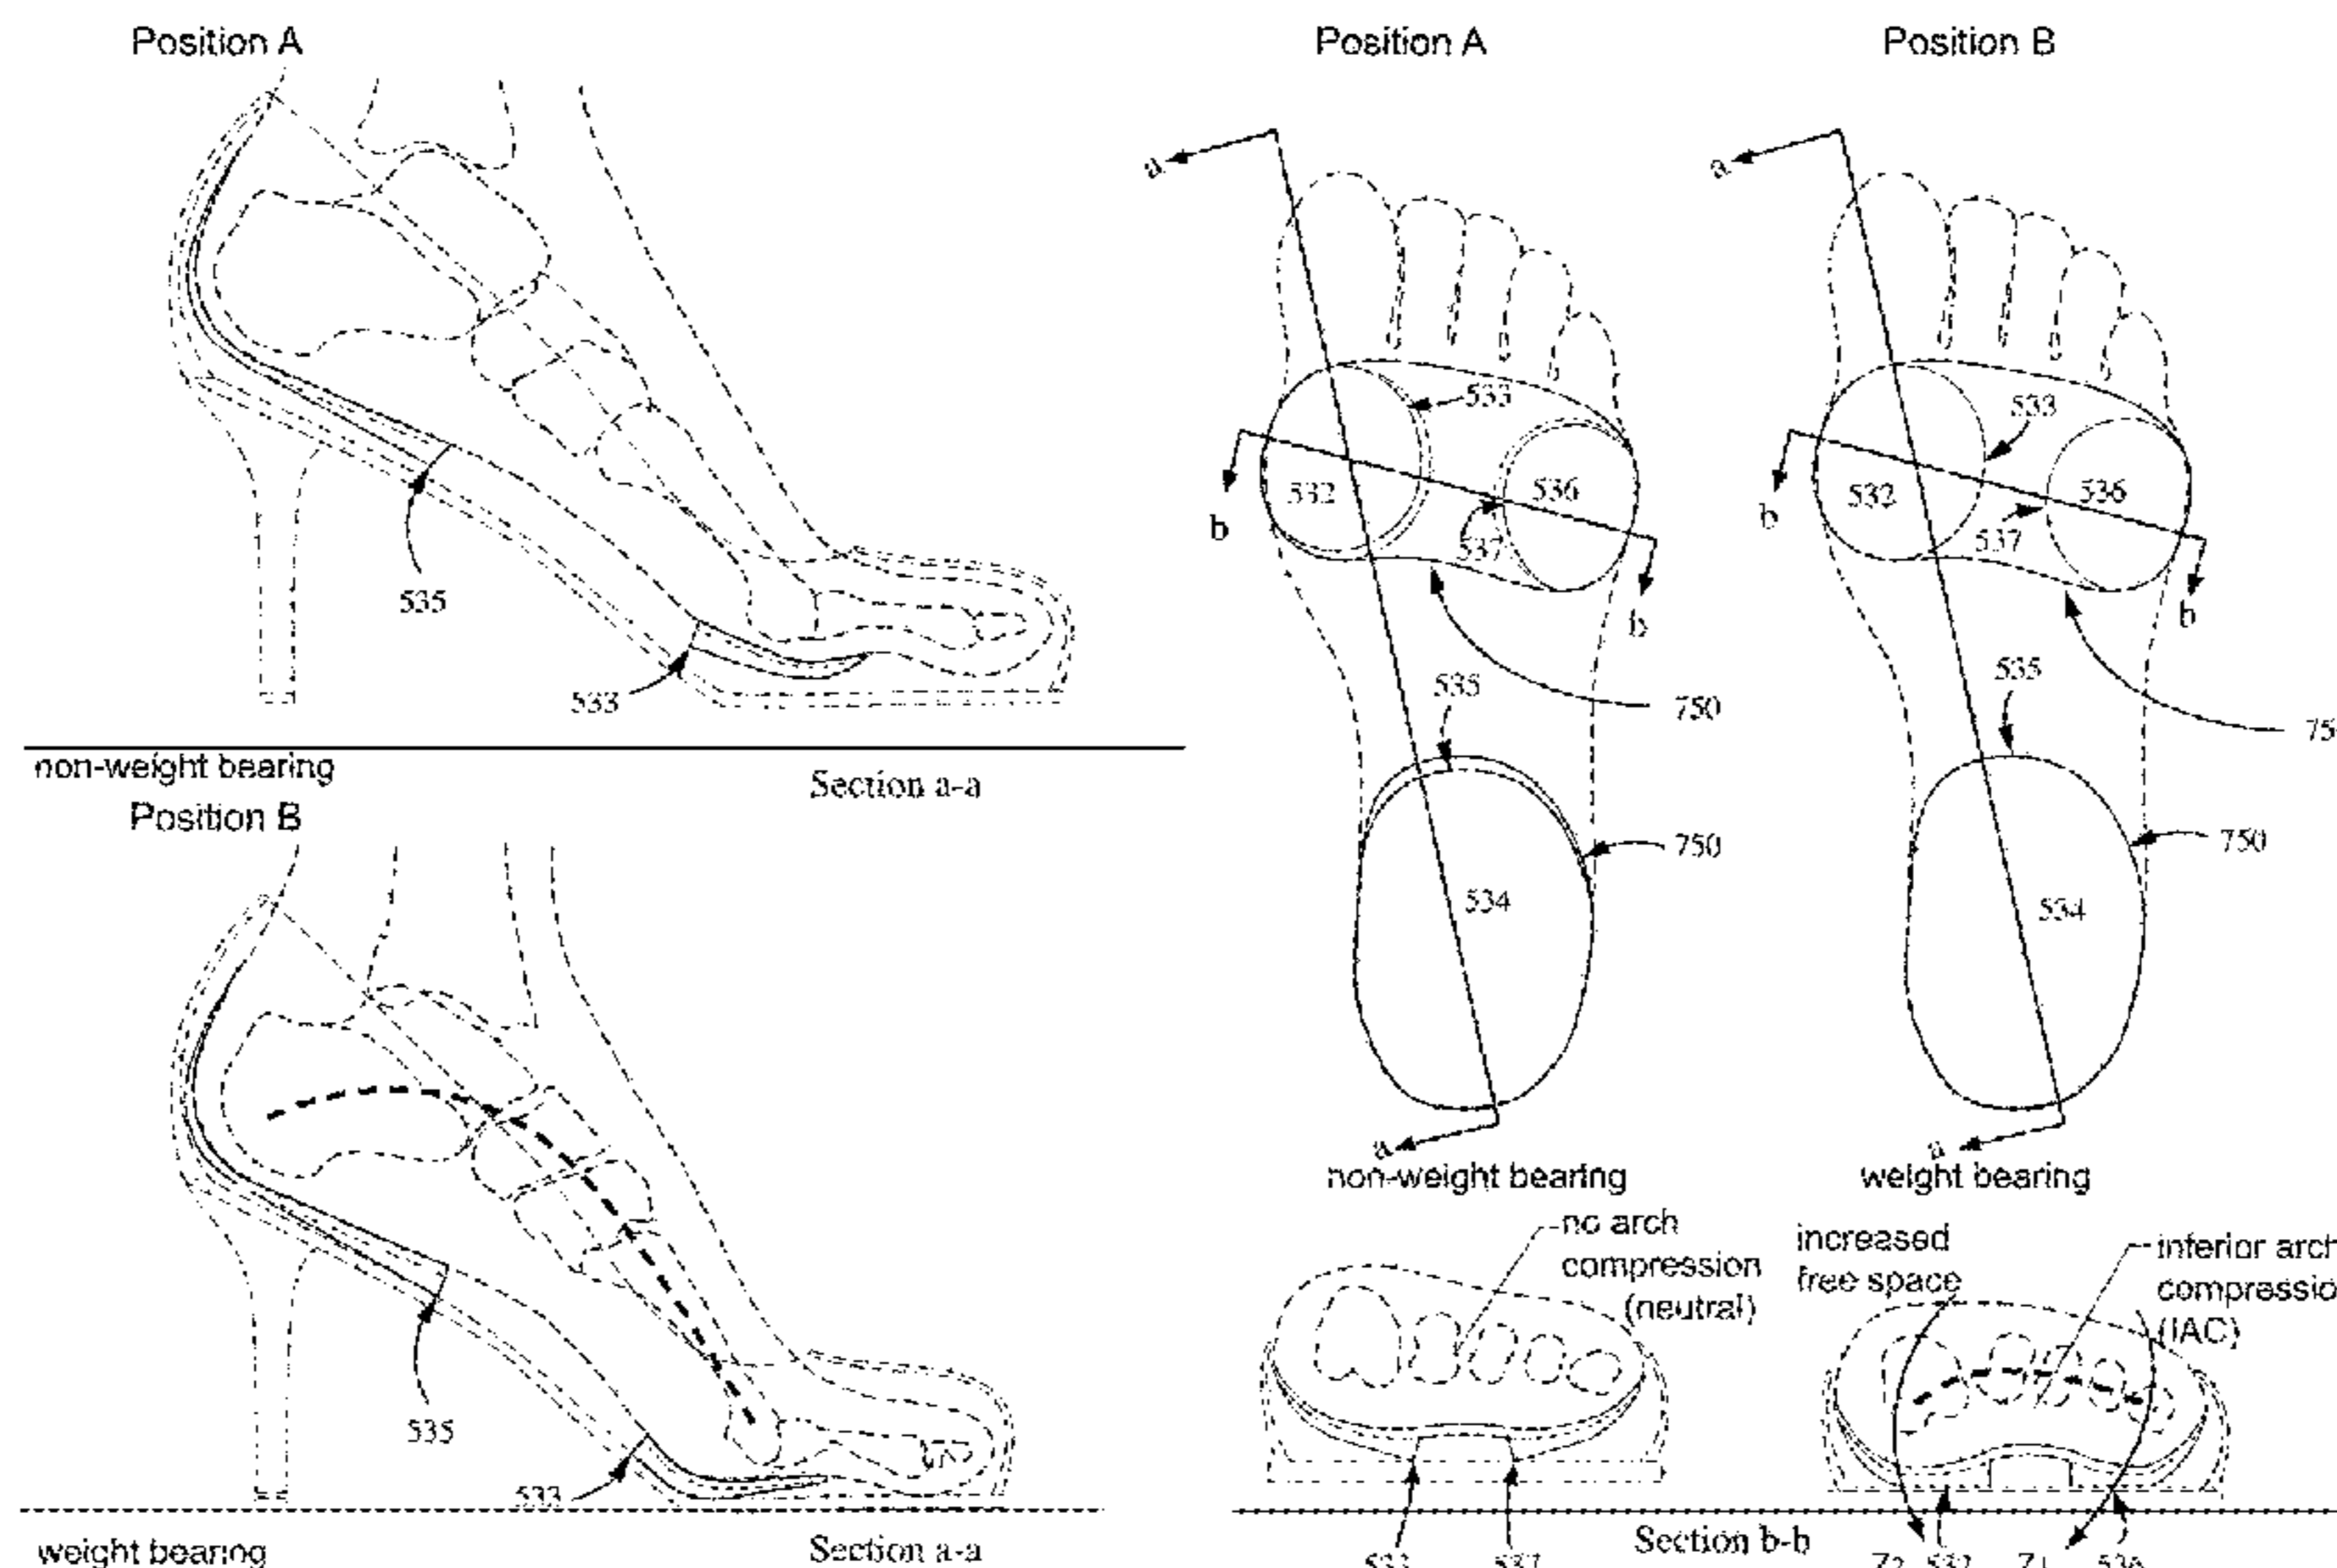 Position A
Position A
Position B
a
a
533
533
532
536
532
536
b
b
537
537
535
b
b
533
535
535
750
non-weight bearing
Section a-a
Position B
750
750
534
534
a
a
non-weight bearing
weight bearing
no arch
compression
(neutral)
increased
free space
inferior arch
(IAC)
535
533
Section b-b
weight bearing
Section a-a